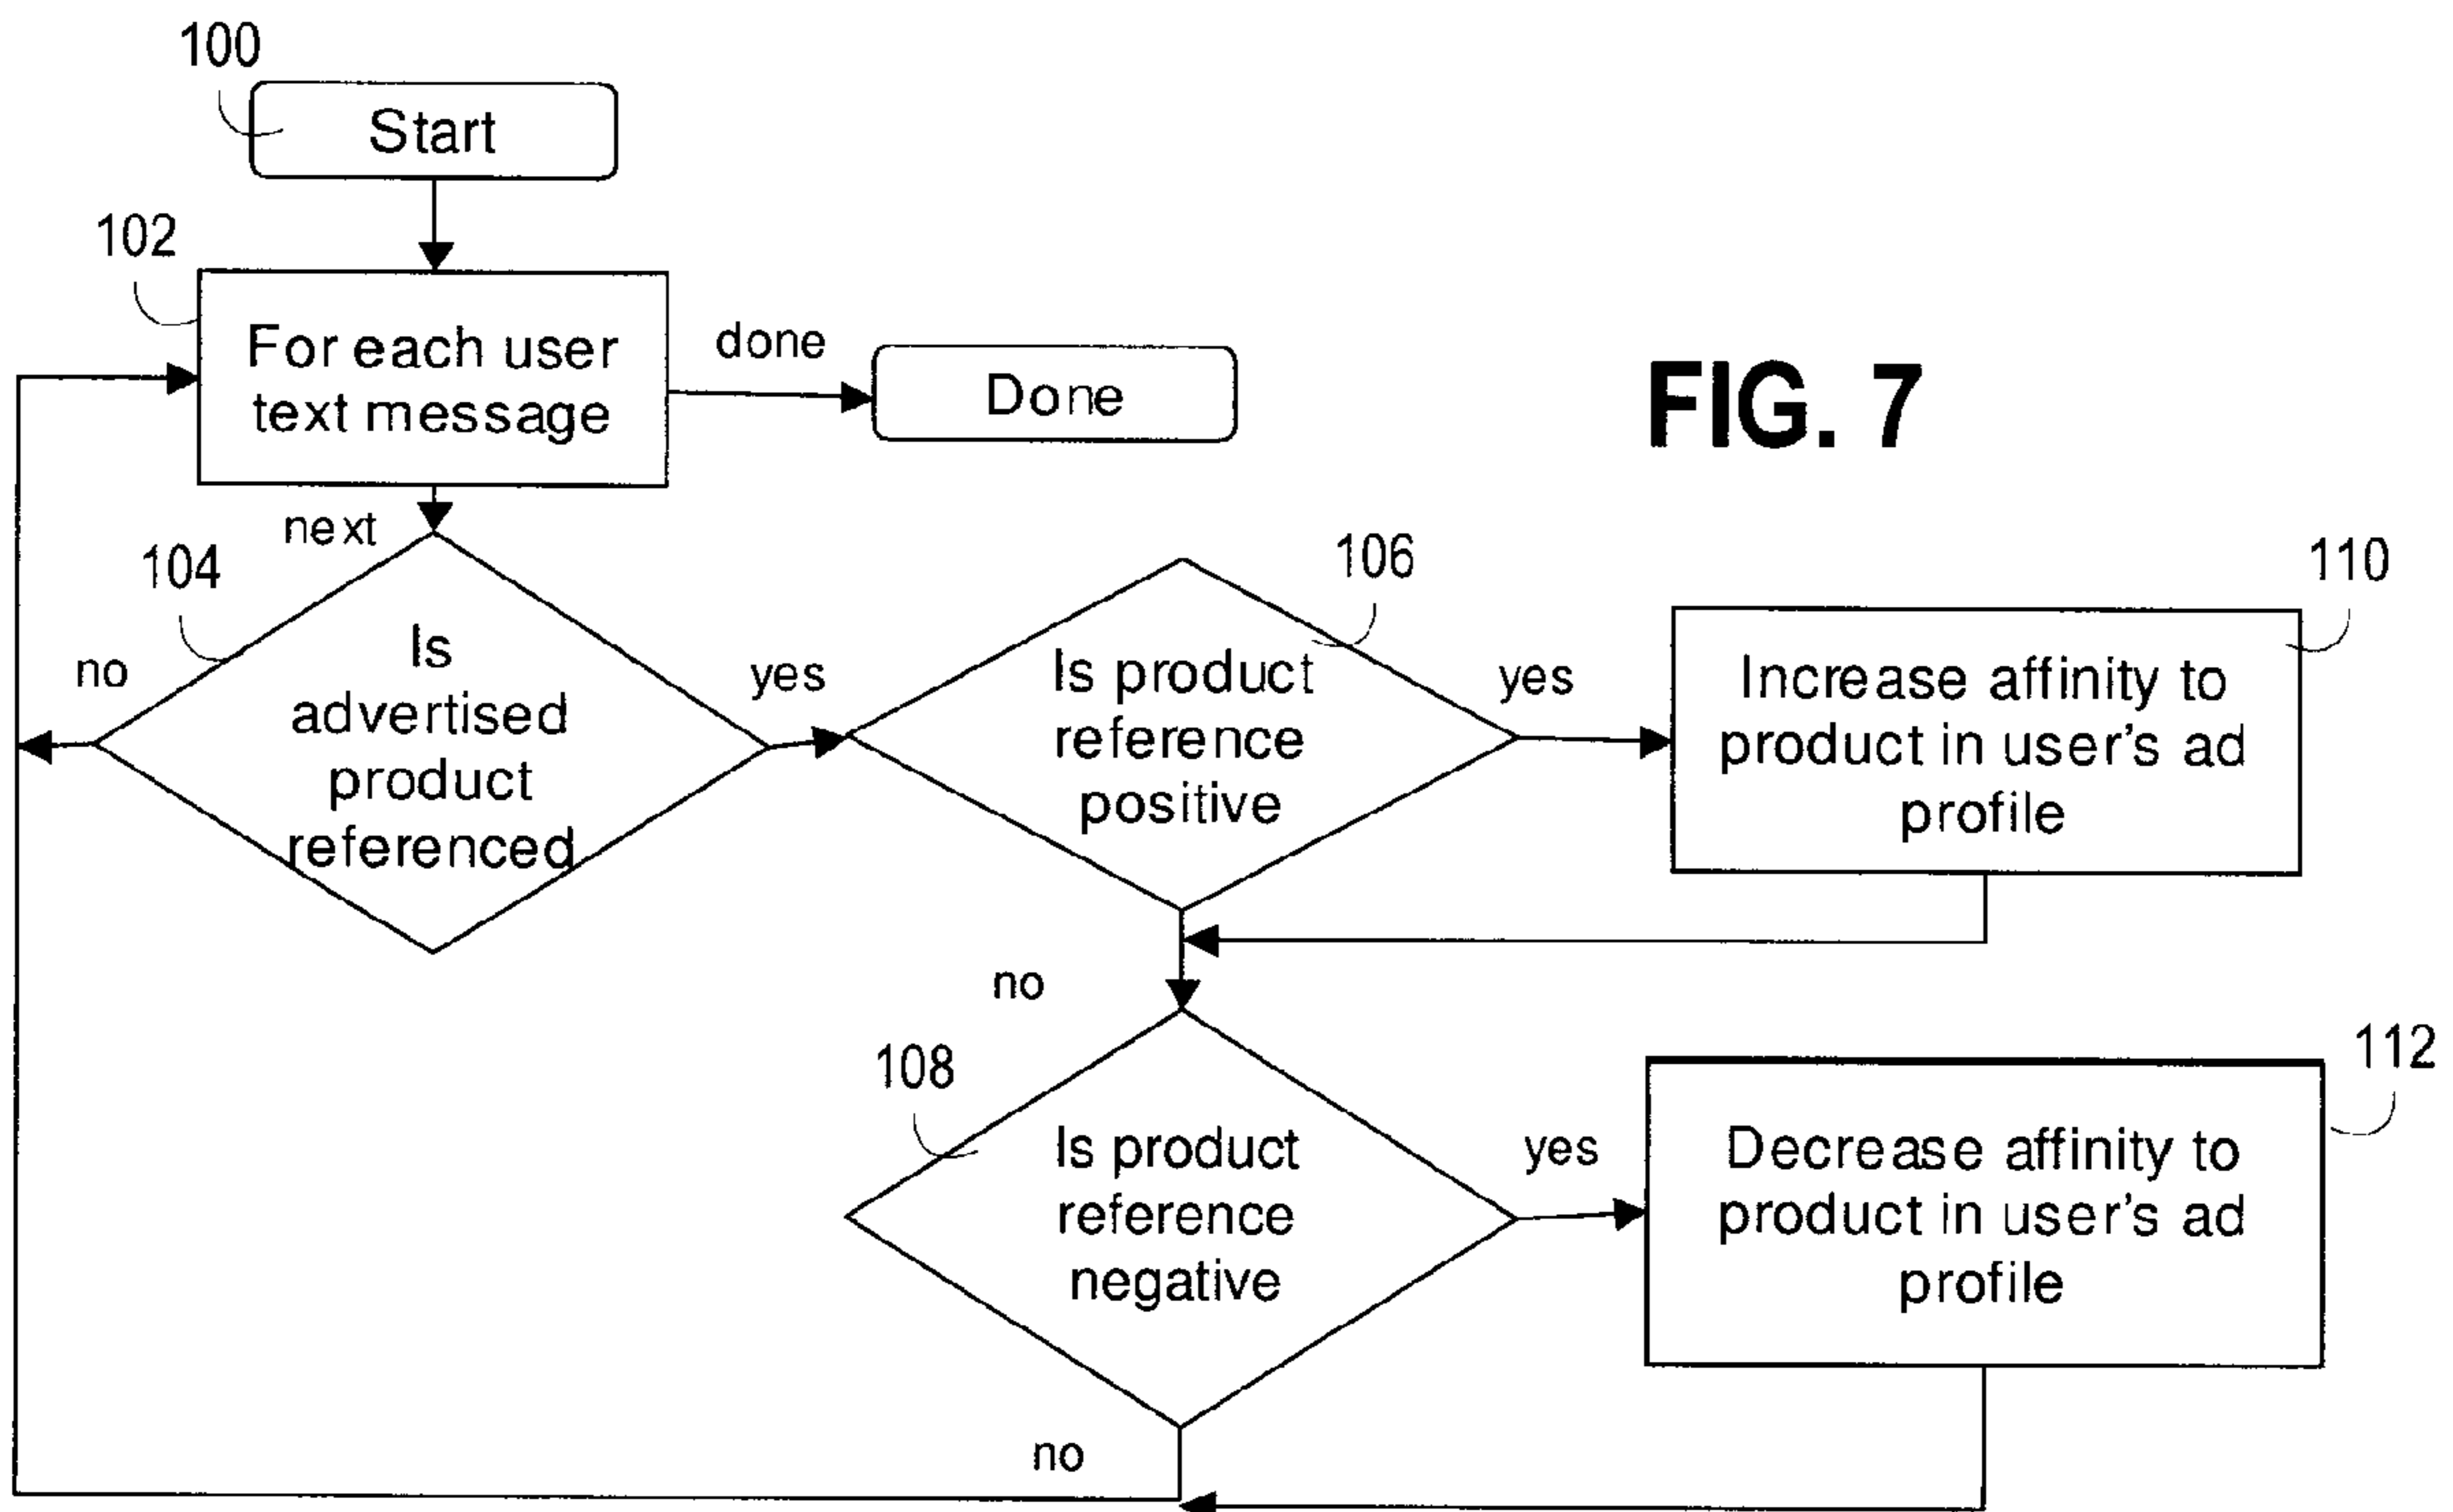 100
Start
102
For each user
text message
done
Done
FIG. 7
next
104
no
Is
advertised
product
referenced
yes
106
Is product
reference
positive
yes
110
Increase affinity to
product in user's ad
profile
no
108
Is product
reference
negative
yes
112
Decrease affinity to
product in user's ad
profile
no